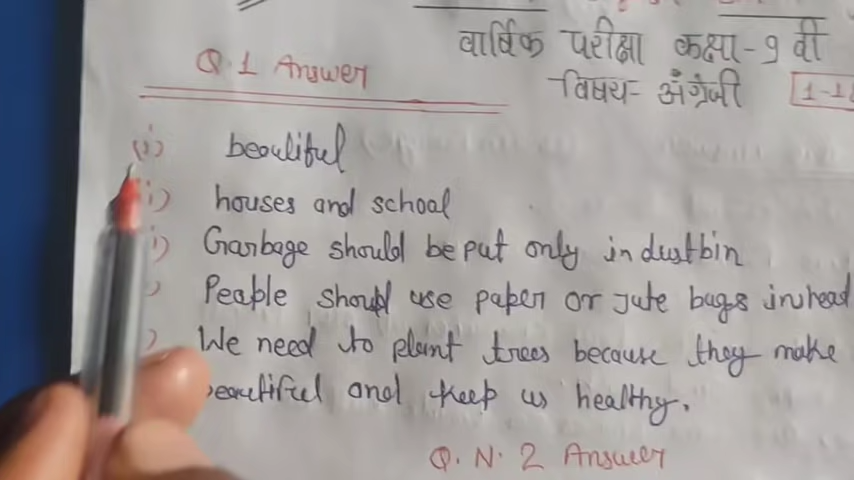 वार्षिक परीक्षा कक्षा-9 वी
विषय- अंग्रेजी
Q.1 Answer
(i) beautiful
houses and school
Garbage should be put only in dustbin
People should use paper or jute bags instead
We need to plant trees because they make
beautiful and keep us healthy.
Q.N.2 Answer